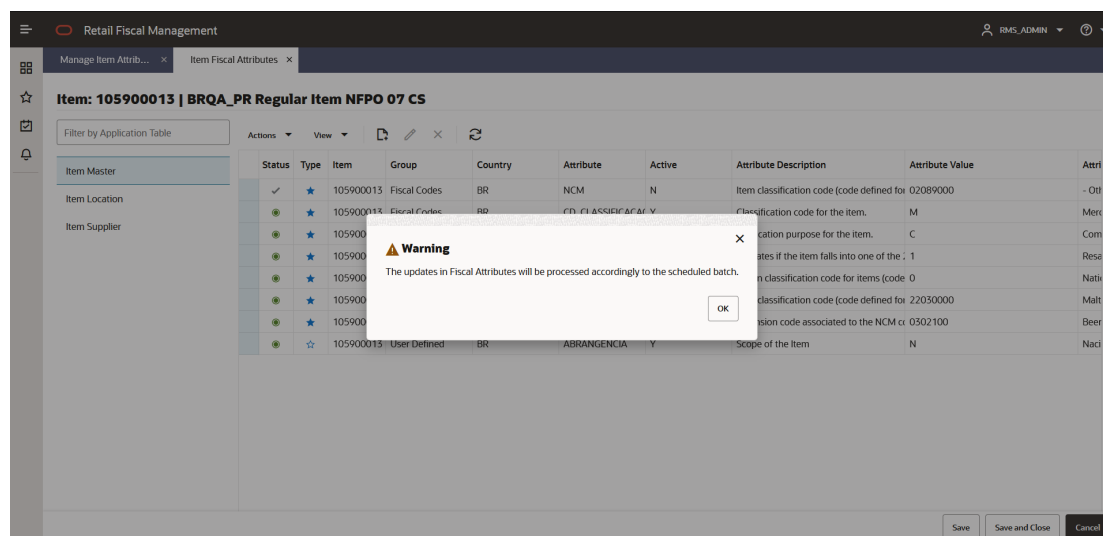 Retail Fiscal Management
RMS_ADMIN
Manage Item Attrib... × Item Fiscal Attributes ×
Item: 105900013 | BRQA_PR Regular Item NFPO 07 CS
Filter by Application Table
Actions View
Item Master
Item Location
Item Supplier
Status Type Item Group Country Attribute Active Attribute Description Attribute Value Attri
105900013 Fiscal Codes BR NCM N Item classification code (code defined for 02089000 - Oth
105900013 Fiscal Codes BR CD_CLASSIFICACAO Y Classification code for the item. M Merc
105900 cation purpose for the item. C Com
105900 ates if the item falls into one of the 1 Resa
105900 n classification code for items (code 0 Natio
105900 classification code (code defined for 22030000 Malt
105900 nsion code associated to the NCM co 0302100 Beer
105900013 User Defined BR ABRANGENCIA Y Scope of the Item N Naci
Warning
The updates in Fiscal Attributes will be processed accordingly to the scheduled batch.
OK
Save Save and Close Cancel